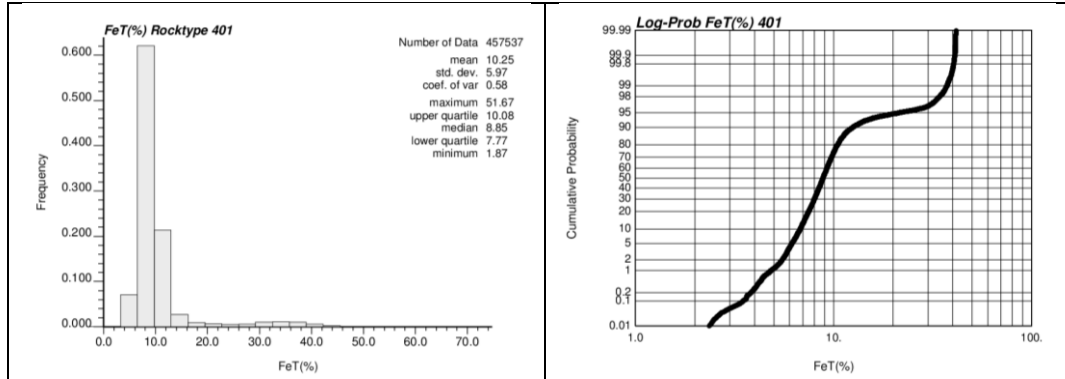 FeT(%) Rocktype 401
Number of Data 457537
mean 10.25
std. dev. 5.97
coef. of var 0.58
maximum 51.67
upper quartile 10.08
median 8.85
lower quartile 7.77
minimum 1.87
Frequency
0.600
0.500
0.400
0.300
0.200
0.100
0.000
0.0 10.0 20.0 30.0 40.0 50.0 60.0 70.0
FeT(%)
Log-Prob FeT(%) 401
Cumulative Probability
99.99
99.9
99.8
99
98
95
90
80
70
60
50
40
30
20
10
5
2
1
0.2
0.1
0.01
1.0 10. 100.
FeT(%)